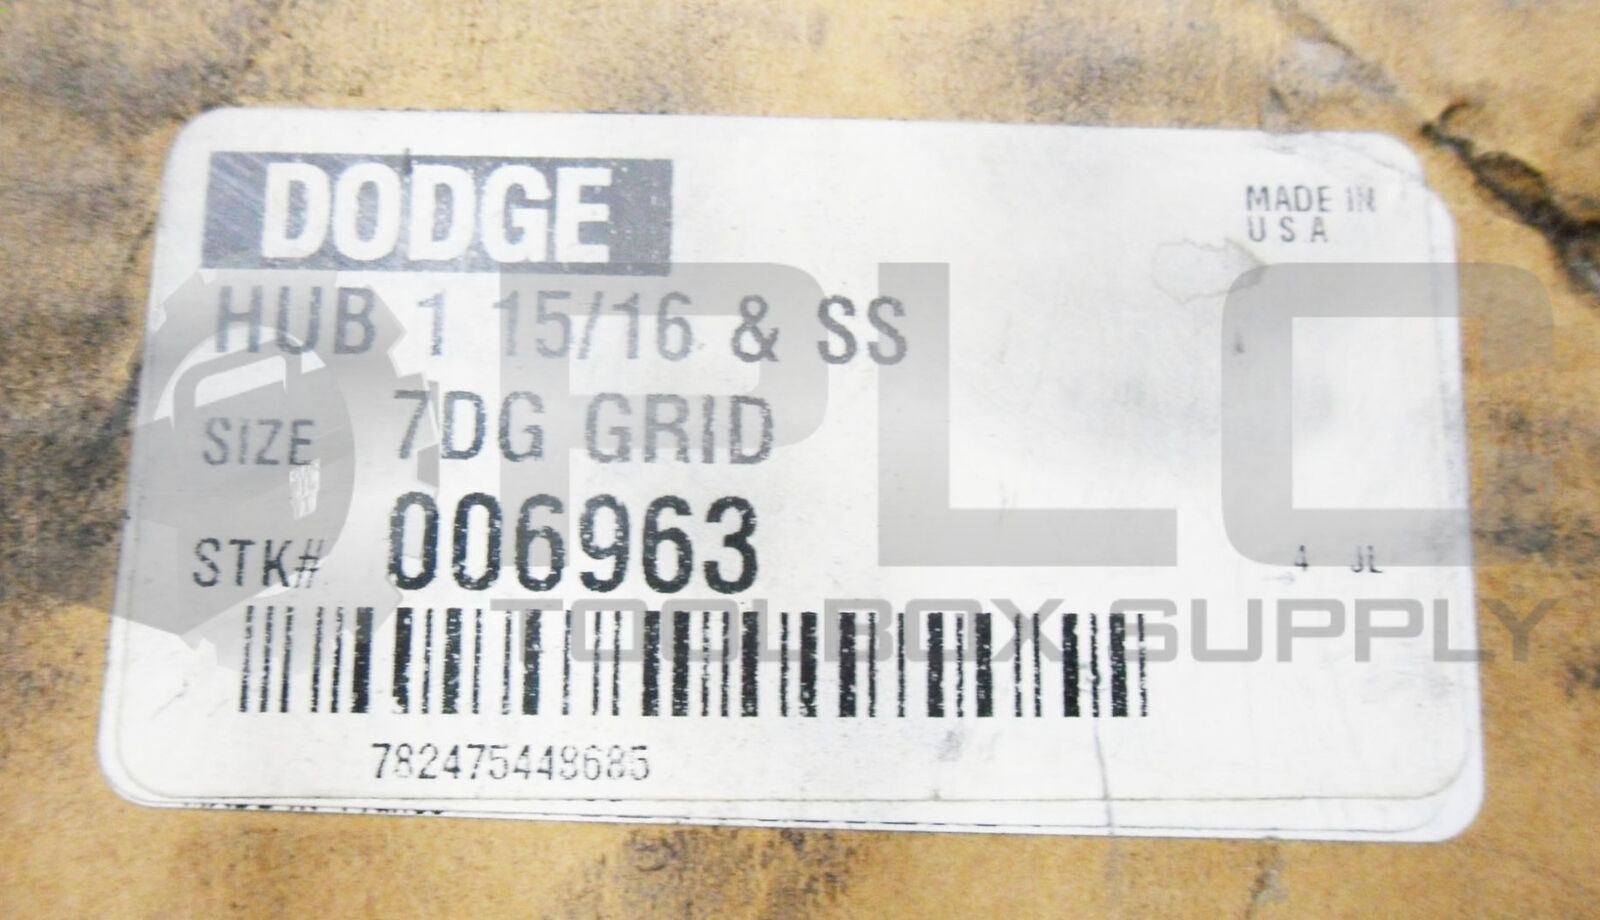 DODGE
MADE IN
U S A
HUB 1 15/16 & SS
SIZE 7DG GRID
STK# 006963
4 JL
782475448685
PLC
TOOLBOX SUPPLY